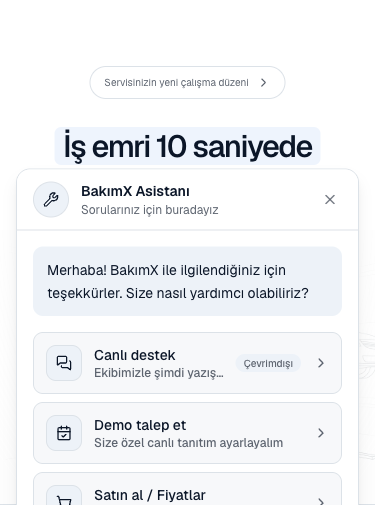 Servisinizin yeni çalışma düzeni
İş emri 10 saniyede
BakımX Asistanı
Sorularınız için buradayız
Merhaba! BakımX ile ilgilendiğiniz için
teşekkürler. Size nasıl yardımcı olabiliriz?
Canlı destek
Ekibimizle şimdi yazış...
Çevrimdışı
Demo talep et
Size özel canlı tanıtım ayarlayalım
Satın al / Fiyatlar